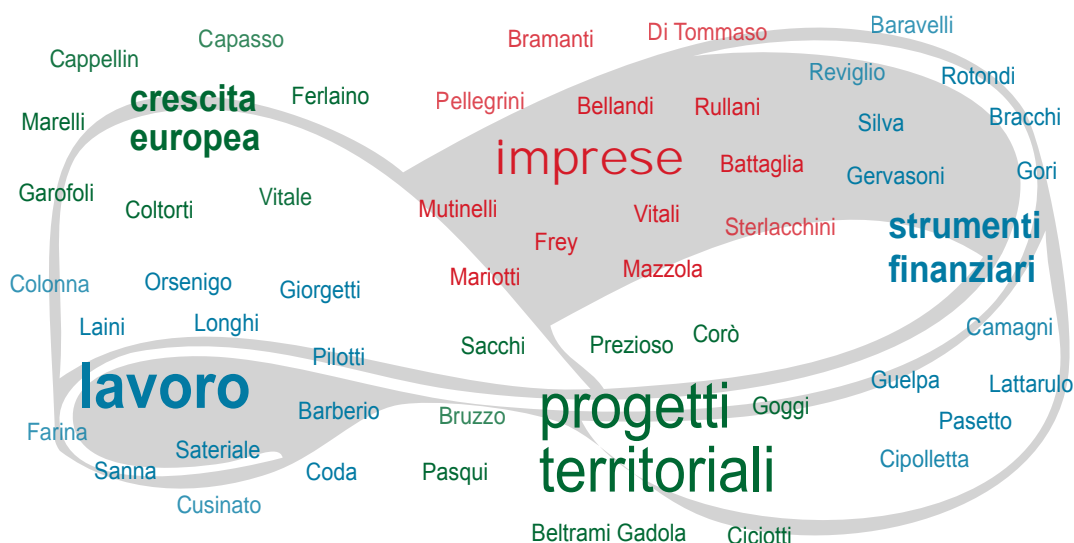 Baravelli
Di Tommaso
Capasso
Bramanti
Cappellin
Reviglio
Rotondi
crescita
europea
Ferlaino
Pellegrini
Bellandi
Rullani
Marelli
Silva
Bracchi
imprese
Battaglia
Gervasoni
Gori
Garofoli
Coltorti
Vitale
Mutinelli
Vitali
Sterlacchini
strumenti
finanziari
Frey
Mariotti
Mazzola
Colonna
Orsenigo
Giorgetti
Laini
Longhi
Pilotti
Sacchi
Prezioso
Corò
Camagni
lavoro
Barberio
Bruzzo
progetti
territoriali
Goggi
Guelpa
Lattarulo
Pasetto
Farina
Sateriale
Sanna
Coda
Pasqui
Cipolletta
Cusinato
Beltrami Gadola
Ciciotti